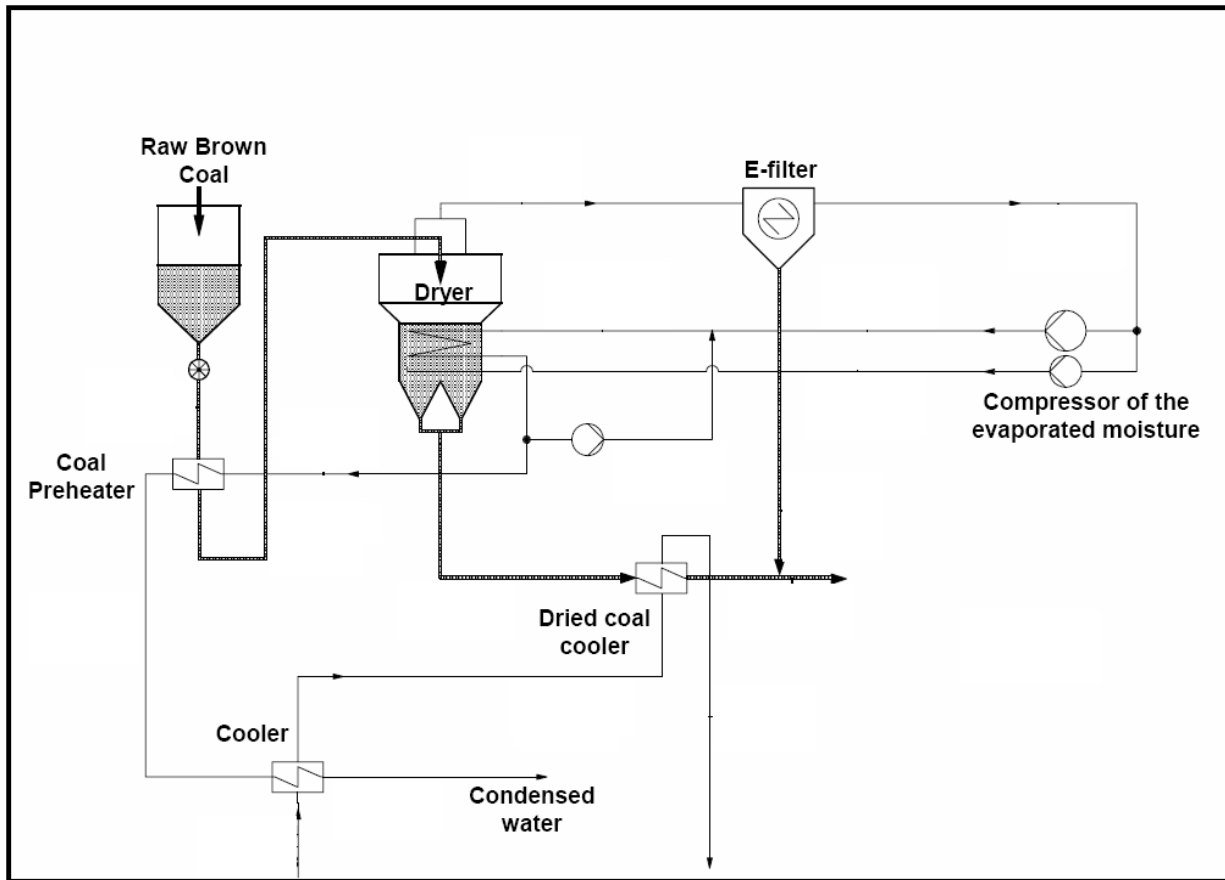 Raw Brown
Coal
E-filter
Dryer
Compressor of the
evaporated moisture
Coal
Preheater
Dried coal
cooler
Cooler
Condensed
water